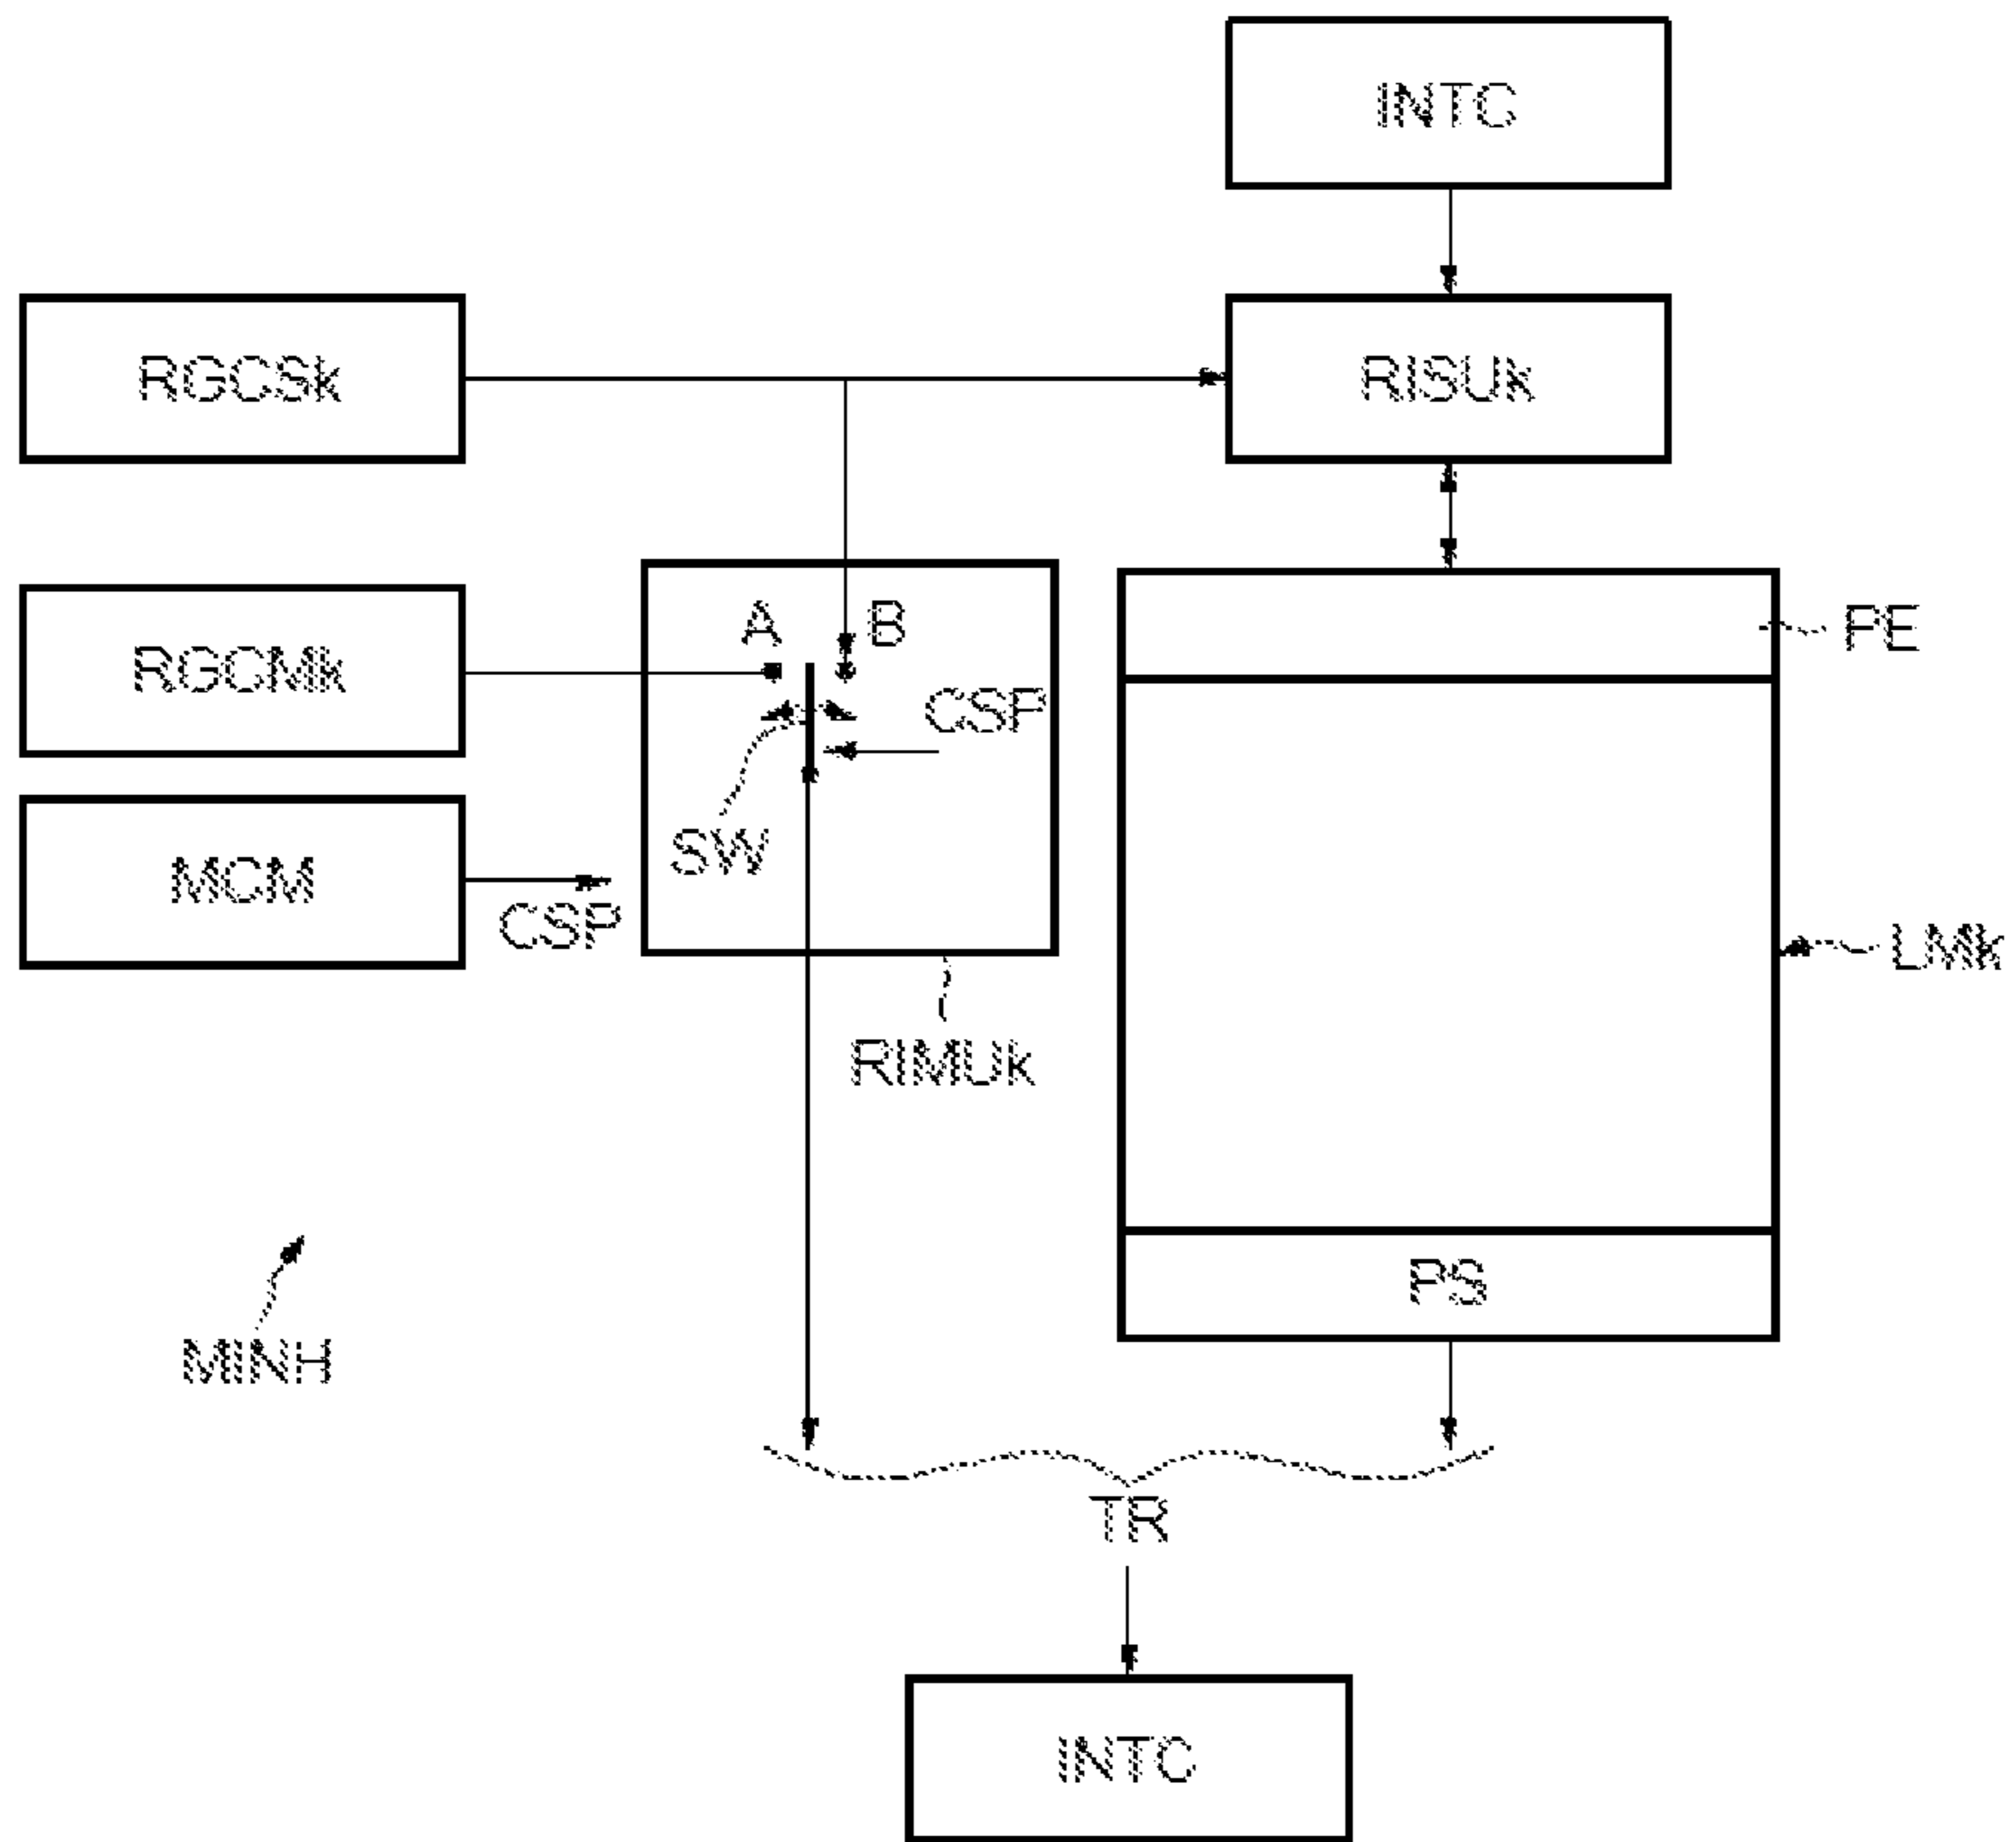 INTC
RGCSk
RISUk
A
B
PE
RGCMk
CSP
SW
MCM
CSP
LMk
RIMUk
PS
MINH
TR
INTC